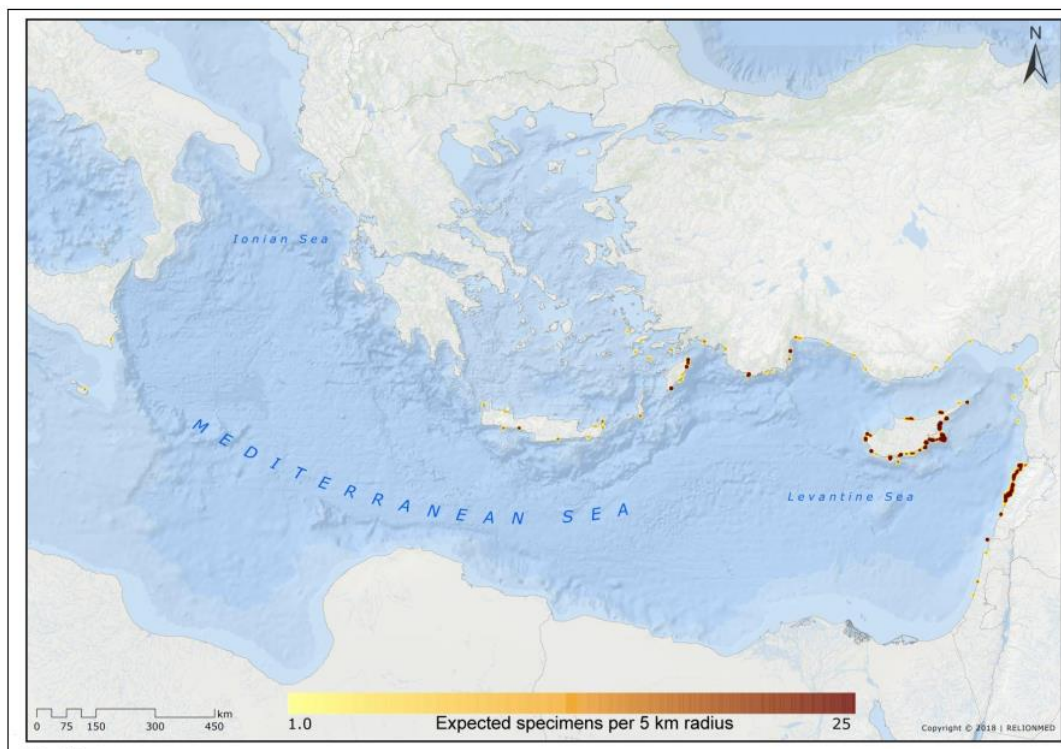 N
Ionian Sea
MEDITERRANEAN SEA
Levantine Sea
km
0 75 150 300 450
1.0 Expected specimens per 5 km radius 25
Copyright © 2018 | RELIONMED